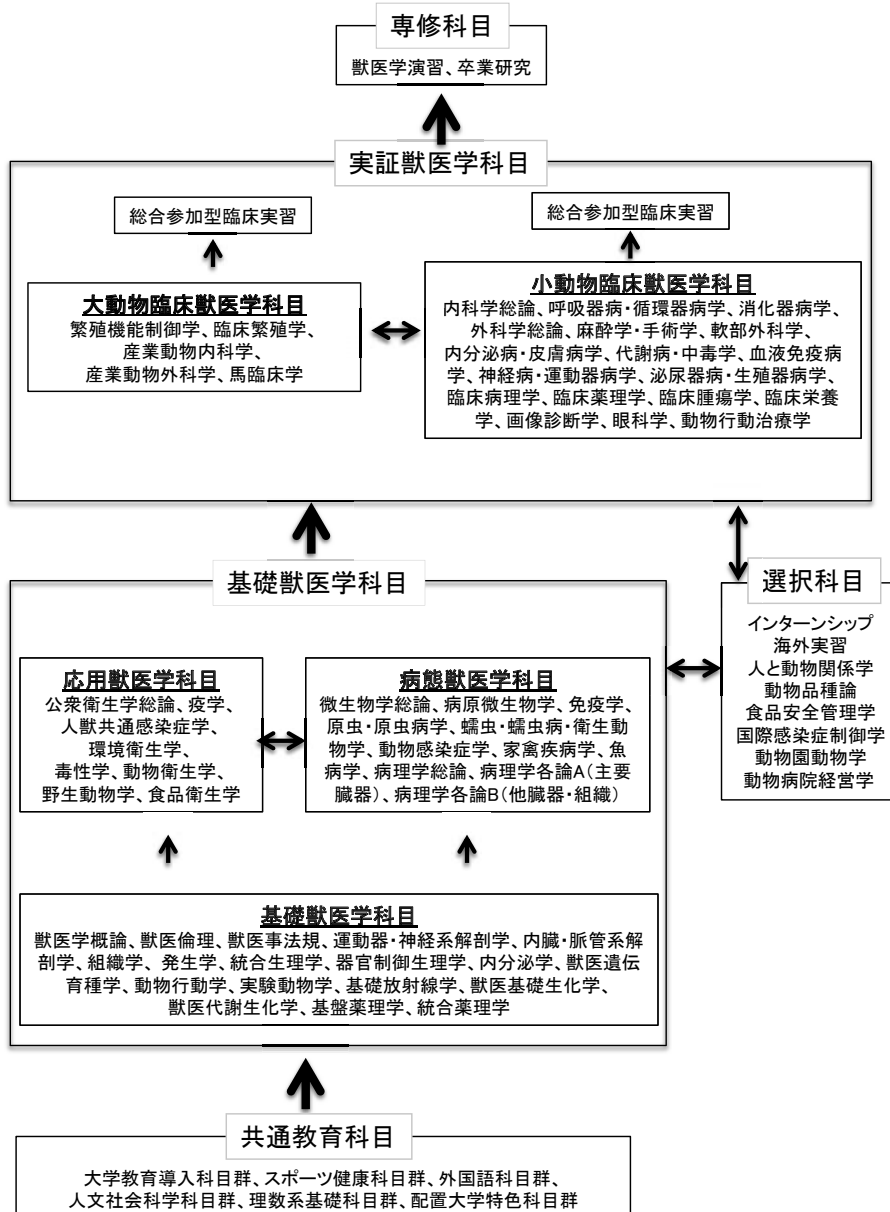 専修科目
獣医学演習、卒業研究
実証獣医学科目
総合参加型臨床実習
総合参加型臨床実習
大動物臨床獣医学科目
繁殖機能制御学、臨床繁殖学、
産業動物内科学、
産業動物外科学、馬臨床学
小動物臨床獣医学科目
内科学総論、呼吸器病・循環器病学、消化器病学、
外科学総論、麻酔学・手術学、軟部外科学、
内分泌病・皮膚病学、代謝病・中毒学、血液免疫病
学、神経病・運動器病学、泌尿器病・生殖器病学、
臨床病理学、臨床薬理学、臨床腫瘍学、臨床栄養
学、画像診断学、眼科学、動物行動治療学
基礎獣医学科目
選択科目
インターンシップ
海外実習
人と動物関係学
動物品種論
食品安全管理学
国際感染症制御学
動物園動物学
動物病院経営学
応用獣医学科目
公衆衛生学総論、疫学、
人獣共通感染症学、
環境衛生学、
毒性学、動物衛生学、
野生動物学、食品衛生学
病態獣医学科目
微生物学総論、病原微生物学、免疫学、
原虫・原虫病学、蠕虫・蠕虫病・衛生動
物学、動物感染症学、家禽疾病学、魚
病学、病理学総論、病理学各論A(主要
臓器)、病理学各論B(他臓器・組織)
基礎獣医学科目
獣医学概論、獣医倫理、獣医事法規、運動器・神経系解剖学、内臓・脈管系解
剖学、組織学、発生学、統合生理学、器官制御生理学、内分泌学、獣医遺伝
育種学、動物行動学、実験動物学、基礎放射線学、獣医基礎生化学、
獣医代謝生化学、基盤薬理学、統合薬理学
共通教育科目
大学教育導入科目群、スポーツ健康科目群、外国語科目群、
人文社会科学科目群、理数系基礎科目群、配置大学特色科目群